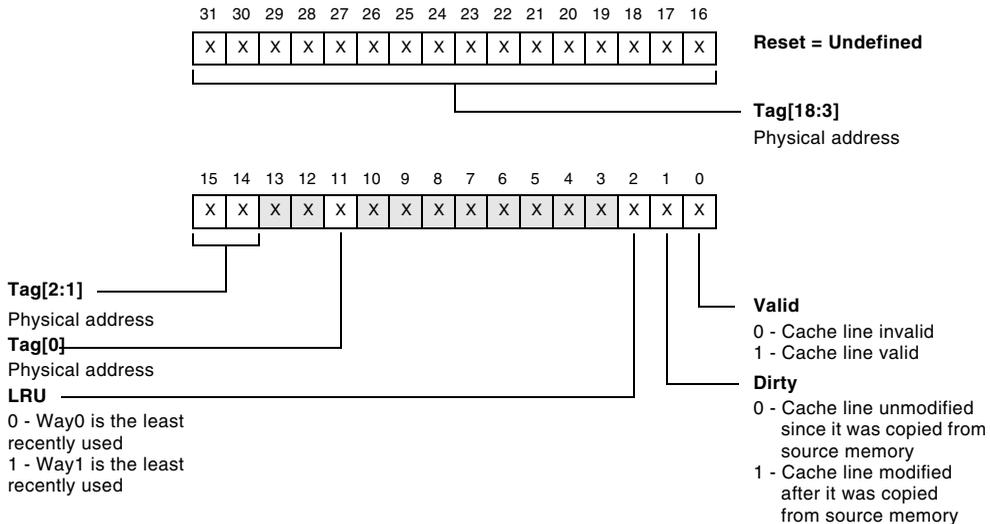 31 30 29 28 27 26 25 24 23 22 21 20 19 18 17 16
X X X X X X X X X X X X X X X X
Reset = Undefined
Tag[18:3]
Physical address
15 14 13 12 11 10 9 8 7 6 5 4 3 2 1 0
X X X X X X X X X X X X X X X X
Tag[2:1]
Physical address
Tag[0]
Physical address
LRU
0 - Way0 is the least
recently used
1 - Way1 is the least
recently used
Valid
0 - Cache line invalid
1 - Cache line valid
Dirty
0 - Cache line unmodified
since it was copied from
source memory
1 - Cache line modified
after it was copied
from source memory